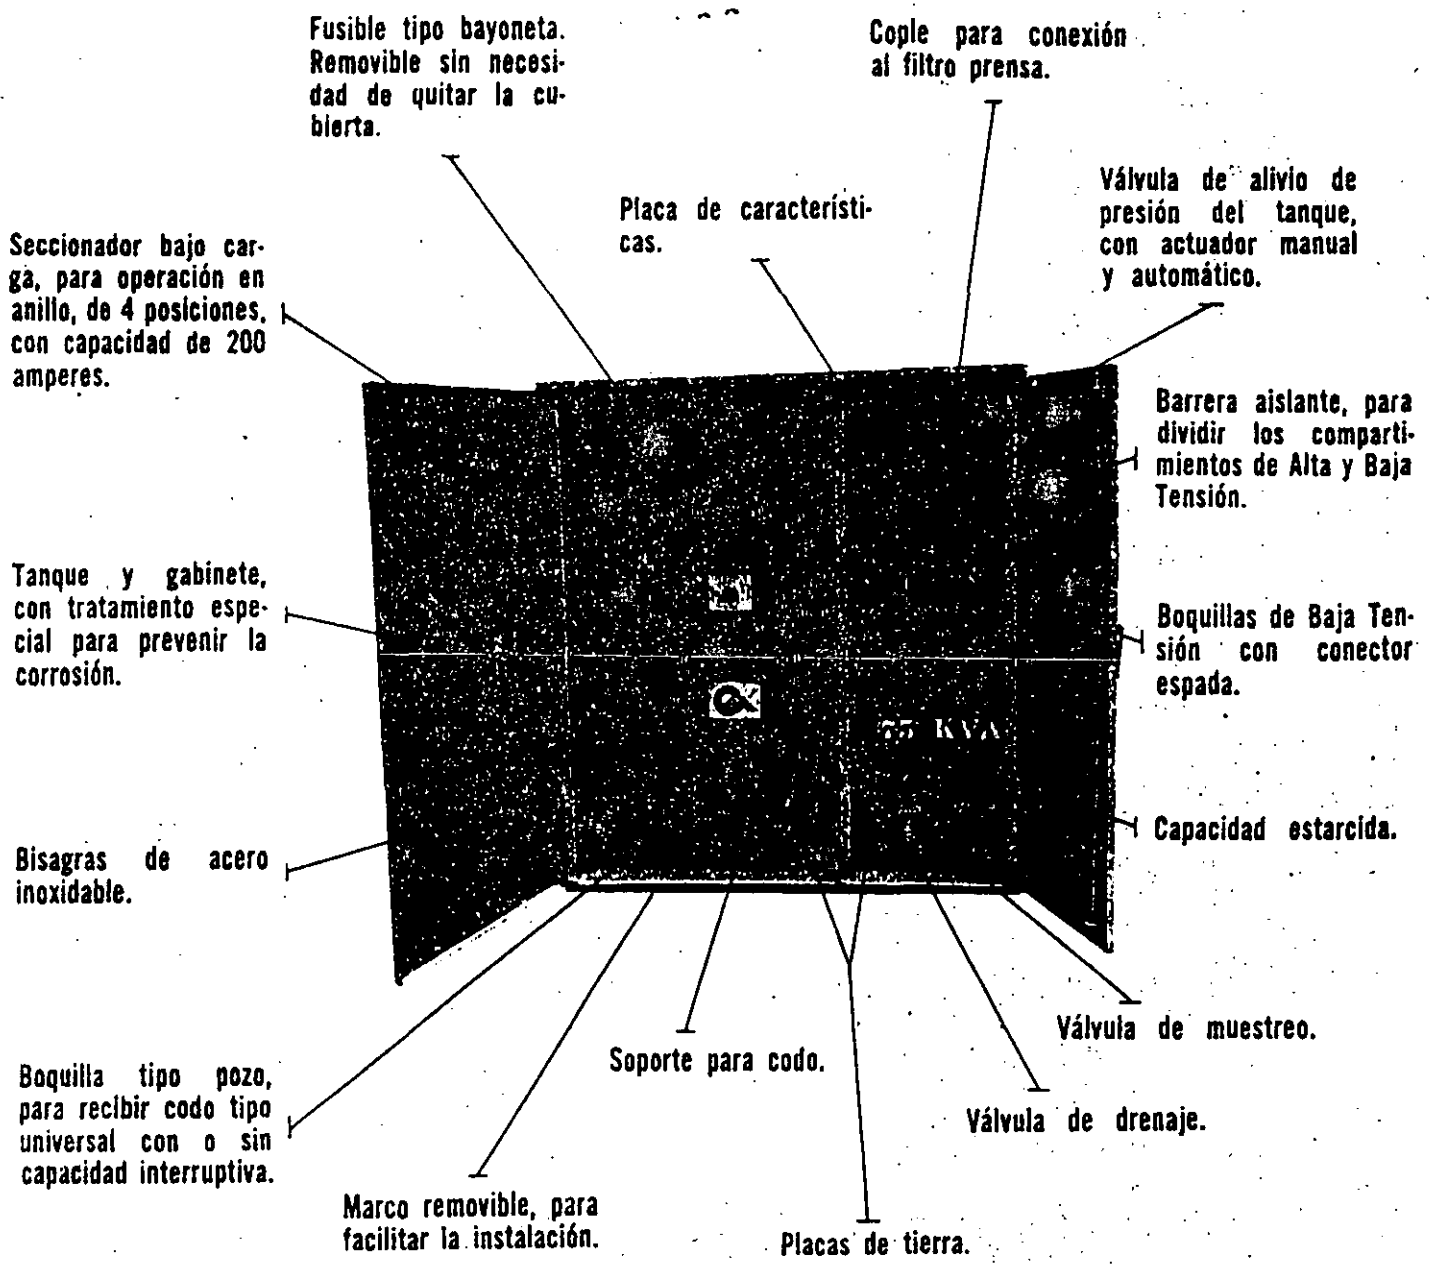 Fusible tipo bayoneta.
Removible sin necesi-
dad de quitar la cu-
bierta.
Cople para conexión
al filtro prensa.
Placa de característi-
cas.
Válvula de alivio de
presión del tanque,
con actuador manual
y automático.
Seccionador bajo car-
ga, para operación en
anillo, de 4 posiciones,
con capacidad de 200
amperes.
Barrera aislante, para
dividir los comparti-
mientos de Alta y Baja
Tensión.
Tanque y gabinete,
con tratamiento espe-
cial para prevenir la
corrosión.
Boquillas de Baja Ten-
sión con conector
espada.
75 KVA
Capacidad estarcida.
Bisagras de acero
inoxidable.
Válvula de muestreo.
Soporte para codo.
Boquilla tipo pozo,
para recibir codo tipo
universal con o sin
capacidad interruptiva.
Válvula de drenaje.
Marco removible, para
facilitar la instalación.
Placas de tierra.